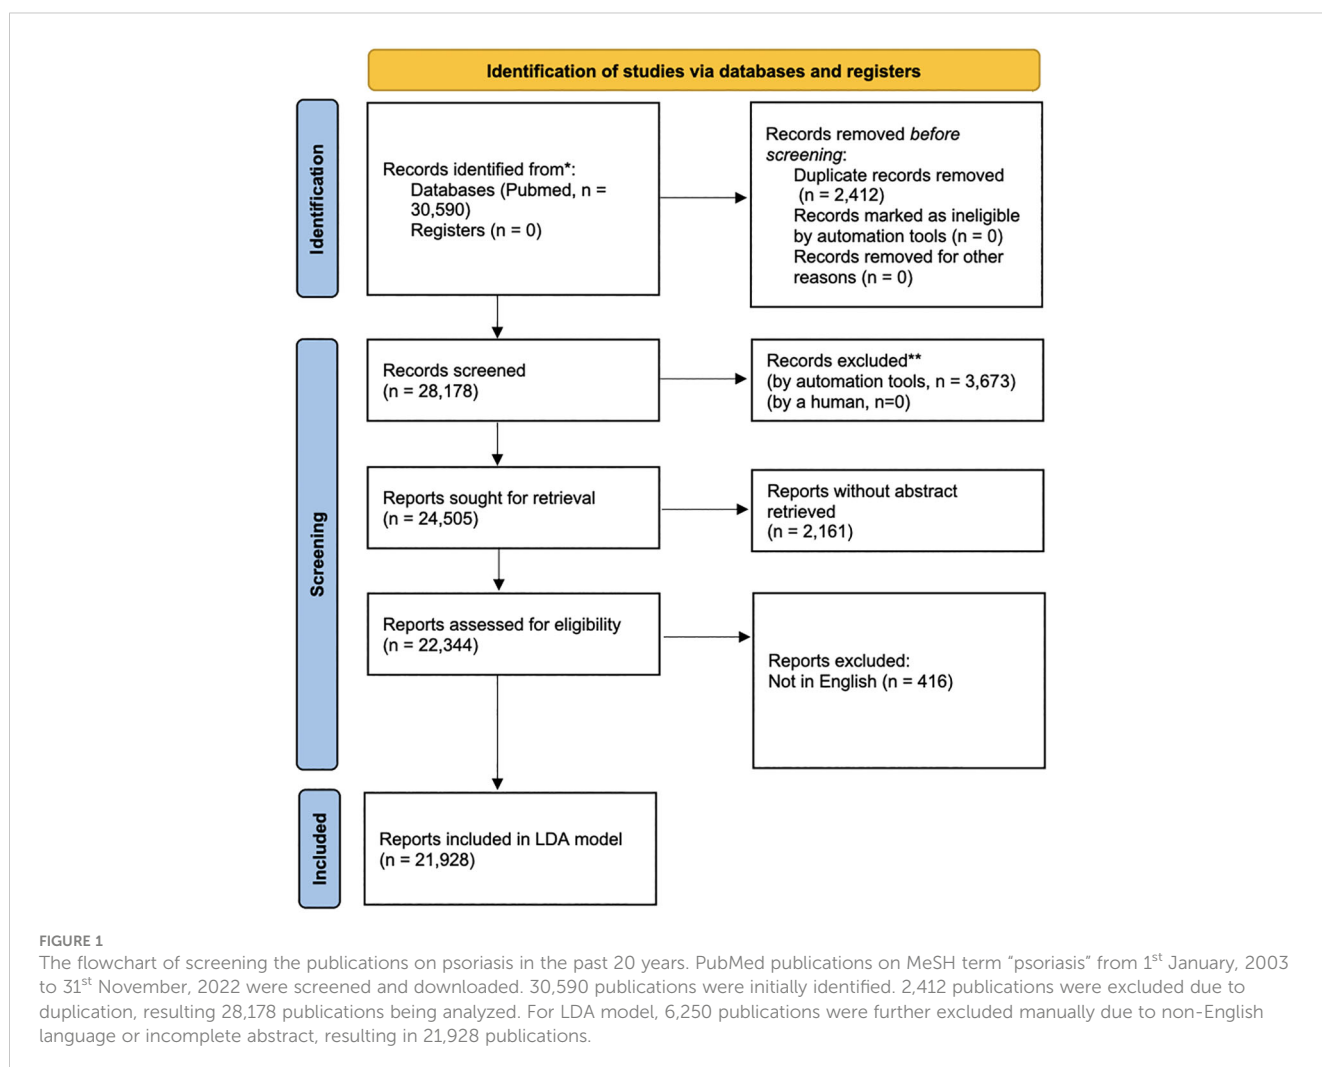 Identification of studies via databases and registers
Identification
Records identified from*:
Databases (Pubmed, n =
30,590)
Registers (n = 0)
Records removed before
screening:
Duplicate records removed
(n = 2,412)
Records marked as ineligible
by automation tools (n = 0)
Records removed for other
reasons (n = 0)
Screening
Records screened
(n = 28,178)
Records excluded**
(by automation tools, n = 3,673)
(by a human, n=0)
Reports sought for retrieval
(n = 24,505)
Reports without abstract
retrieved
(n = 2,161)
Reports assessed for eligibility
(n = 22,344)
Reports excluded:
Not in English (n = 416)
Included
Reports included in LDA model
(n = 21,928)
FIGURE 1
The flowchart of screening the publications on psoriasis in the past 20 years. PubMed publications on MeSH term "psoriasis" from 1st January, 2003
to 31st November, 2022 were screened and downloaded. 30,590 publications were initially identified. 2,412 publications were excluded due to
duplication, resulting 28,178 publications being analyzed. For LDA model, 6,250 publications were further excluded manually due to non-English
language or incomplete abstract, resulting in 21,928 publications.